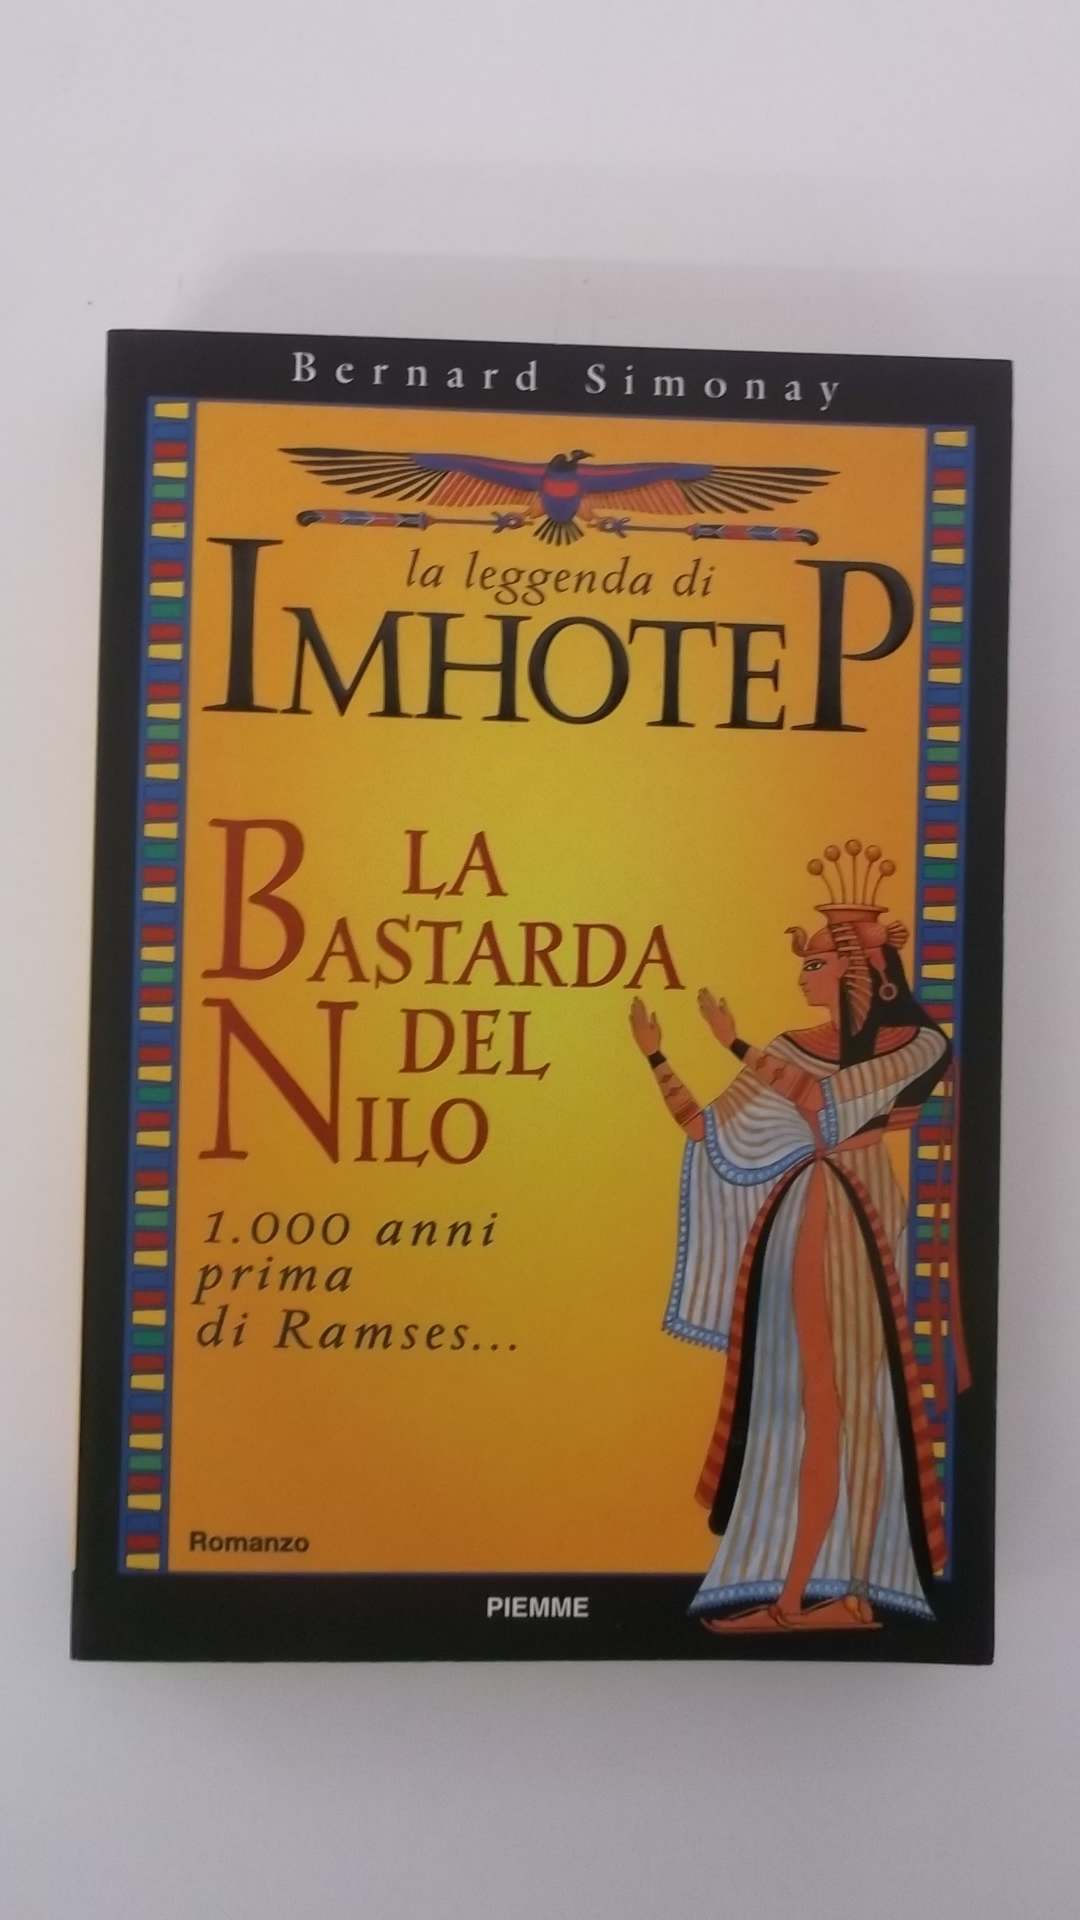 Bernard Simonay
la leggenda di
IMHOTEP
LA
BASTARDA
DEL
NILO
1.000 anni
prima
di Ramses...
Romanzo
PIEMME